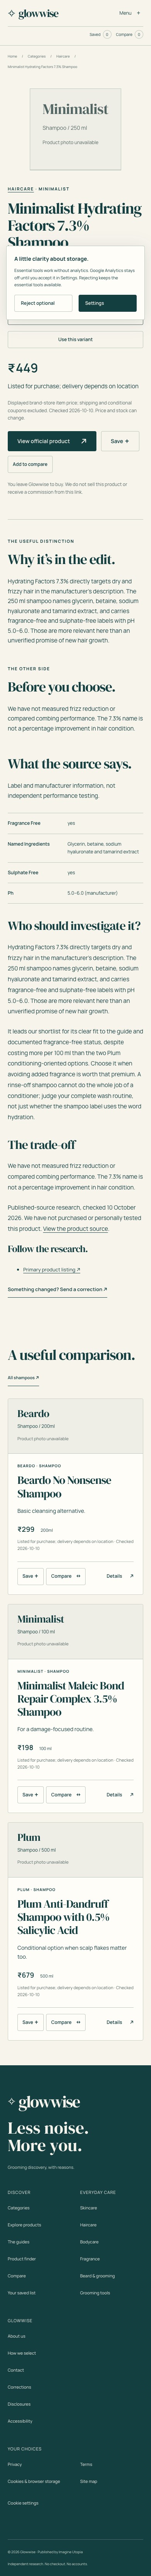 glowwise
Menu +
Saved 0 Compare 0
Home / Categories / Haircare /
Minimalist Hydrating Factors 7.3% Shampoo
Minimalist
Shampoo / 250 ml
Product photo unavailable
HAIRCARE · MINIMALIST
Minimalist Hydrating
Factors 7.3%
Shampoo
A little clarity about storage.
Essential tools work without analytics. Google Analytics stays
off until you accept it in Settings. Rejecting keeps the
essential tools available.
Reject optional
Settings
Use this variant
₹449
Listed for purchase, delivery depends on location
Displayed brand-store item price, shipping and conditional
coupons excluded. Checked 2026-10-10. Price and stock can
change.
View official product ↗
Save +
Add to compare
You leave Glowwise to buy. We do not sell this product or
receive a commission from this link.
THE USEFUL DISTINCTION
Why it’s in the edit.
Hydrating Factors 7.3% directly targets dry and
frizzy hair in the manufacturer’s description. The
250 ml shampoo names glycerin, betaine, sodium
hyaluronate and tamarind extract, and carries
fragrance-free and sulphate-free labels with pH
5.0–6.0. Those are more relevant than an
unverified promise of new hair growth.
THE OTHER SIDE
Before you choose.
We have not measured frizz reduction or
compared combing performance. The 7.3% name is
not a percentage improvement in hair condition.
What the source says.
Label and manufacturer information, not
independent performance testing.
Fragrance Free yes
Named Ingredients Glycerin, betaine, sodium
hyaluronate and tamarind extract
Sulphate Free yes
Ph 5.0-6.0 (manufacturer)
Who should investigate it?
Hydrating Factors 7.3% directly targets dry and
frizzy hair in the manufacturer’s description. The
250 ml shampoo names glycerin, betaine, sodium
hyaluronate and tamarind extract, and carries
fragrance-free and sulphate-free labels with pH
5.0–6.0. Those are more relevant than an
unverified promise of new hair growth.
It leads our shortlist for its clear fit to the guide and
documented fragrance-free status, despite
costing more per 100 ml than the two Plum
conditioning-oriented options. Choose it when
avoiding added fragrance is worth that premium. A
rinse-off shampoo cannot do the whole job of a
conditioner; judge your complete wash routine,
not just whether the shampoo label uses the word
hydration.
The trade-off
We have not measured frizz reduction or
compared combing performance. The 7.3% name is
not a percentage improvement in hair condition.
Published-source research, checked 10 October
2026. We have not purchased or personally tested
this product. View the product source.
Follow the research.
• Primary product listing ↗
Something changed? Send a correction ↗
A useful comparison.
All shampoos ↗
Beardo
Shampoo / 200ml
Product photo unavailable
BEARDO · SHAMPOO
Beardo No Nonsense
Shampoo
Basic cleansing alternative.
₹299 200ml
Listed for purchase; delivery depends on location · Checked
2026-10-10
Save + Compare ↔ Details ↗
Minimalist
Shampoo / 100 ml
Product photo unavailable
MINIMALIST · SHAMPOO
Minimalist Maleic Bond
Repair Complex 3.5%
Shampoo
For a damage-focused routine.
₹198 100 ml
Listed for purchase; delivery depends on location · Checked
2026-10-10
Save + Compare ↔ Details ↗
Plum
Shampoo / 500 ml
Product photo unavailable
PLUM · SHAMPOO
Plum Anti-Dandruff
Shampoo with 0.5%
Salicylic Acid
Conditional option when scalp flakes matter
too.
₹679 500 ml
Listed for purchase; delivery depends on location · Checked
2026-10-10
Save + Compare ↔ Details ↗
glowwise
Less noise.
More you.
Grooming discovery, with reasons.
DISCOVER
Categories
Explore products
The guides
Product finder
Compare
Your saved list
EVERYDAY CARE
Skincare
Haircare
Bodycare
Fragrance
Beard & grooming
Grooming tools
GLOWWISE
About us
How we select
Contact
Corrections
Disclosures
Accessibility
YOUR CHOICES
Privacy
Terms
Cookies & browser storage
Site map
Cookie settings
© 2026 Glowwise · Published by Imagine Utopia
Independent research. No checkout. No accounts.